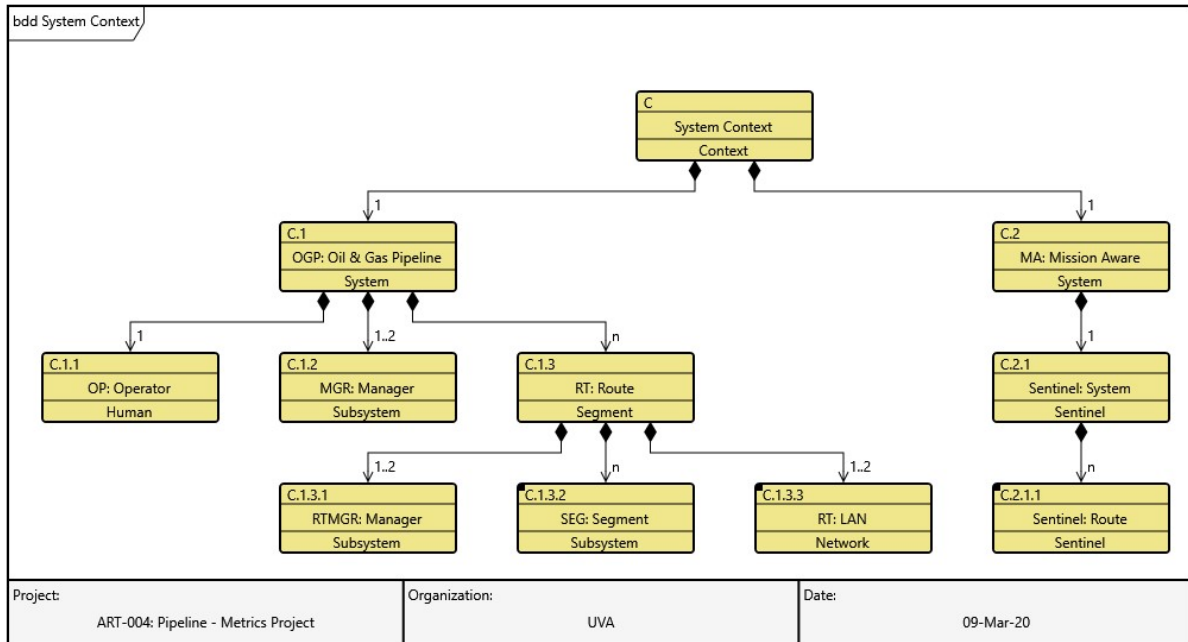 bdd System Context
C
System Context
Context
1
1
C.1
OGP: Oil & Gas Pipeline
System
C.2
MA: Mission Aware
System
1
1..2
n
1
C.1.1
OP: Operator
Human
C.1.2
MGR: Manager
Subsystem
C.1.3
RT: Route
Segment
C.2.1
Sentinel: System
Sentinel
1..2
n
1..2
n
C.1.3.1
RTMGR: Manager
Subsystem
C.1.3.2
SEG: Segment
Subsystem
C.1.3.3
RT: LAN
Network
C.2.1.1
Sentinel: Route
Sentinel
Project:
ART-004: Pipeline - Metrics Project
Organization:
UVA
Date:
09-Mar-20